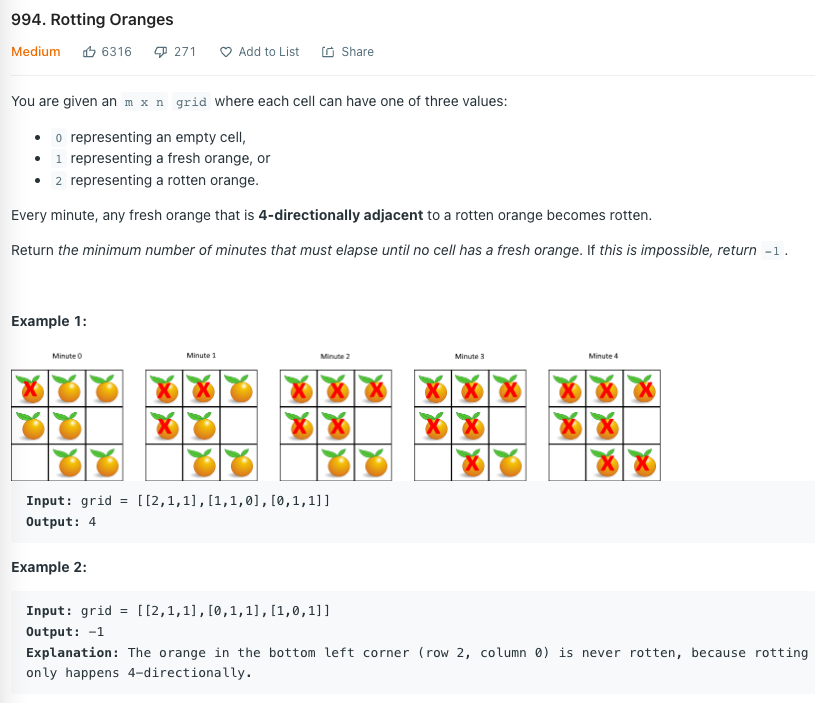 994. Rotting Oranges
Medium 6316 271 Add to List Share
You are given an m x n grid where each cell can have one of three values:
• 0 representing an empty cell,
• 1 representing a fresh orange, or
• 2 representing a rotten orange.
Every minute, any fresh orange that is 4-directionally adjacent to a rotten orange becomes rotten.
Return the minimum number of minutes that must elapse until no cell has a fresh orange. If this is impossible, return -1 .
Example 1:
Minute 0 Minute 1 Minute 2 Minute 3 Minute 4
Input: grid = [[2,1,1],[1,1,0],[0,1,1]]
Output: 4
Example 2:
Input: grid = [[2,1,1],[0,1,1],[1,0,1]]
Output: -1
Explanation: The orange in the bottom left corner (row 2, column 0) is never rotten, because rotting
only happens 4-directionally.